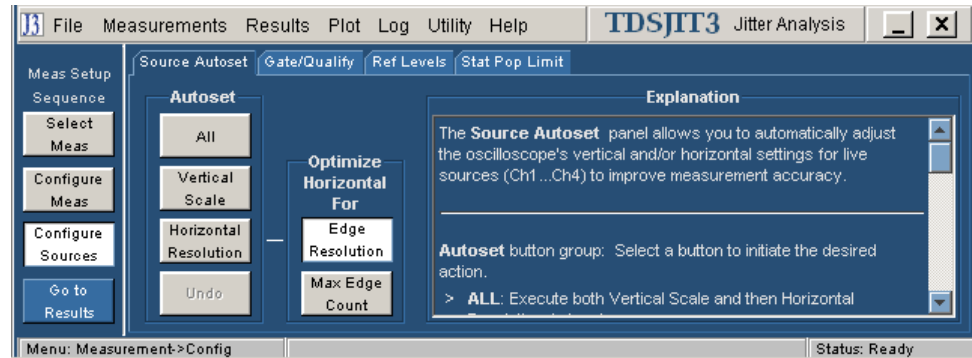 J3 File Measurements Results Plot Log Utility Help TDSJIT3 Jitter Analysis
Meas Setup
Sequence
Select
Meas
Configure
Meas
Configure
Sources
Go to
Results
Source Autoset Gate/Qualify Ref Levels Stat Pop Limit
Autoset
All
Vertical
Scale
Horizontal
Resolution
Undo
Optimize
Horizontal
For
Edge
Resolution
Max Edge
Count
Explanation
The Source Autoset panel allows you to automatically adjust
the oscilloscope's vertical and/or horizontal settings for live
sources (Ch1...Ch4) to improve measurement accuracy.
Autoset button group: Select a button to initiate the desired
action.
> ALL: Execute both Vertical Scale and then Horizontal
Menu: Measurement->Config
Status: Ready